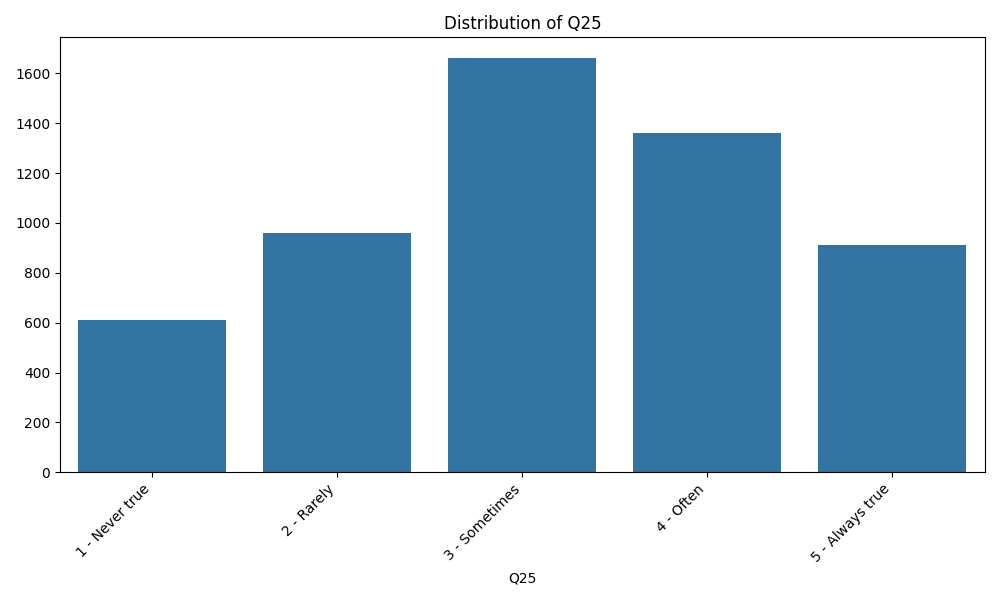 Distribution of Q25
1600
1400
1200
1000
800
600
400
200
0
1 - Never true
2 - Rarely
3 - Sometimes
4 - Often
5 - Always true
Q25